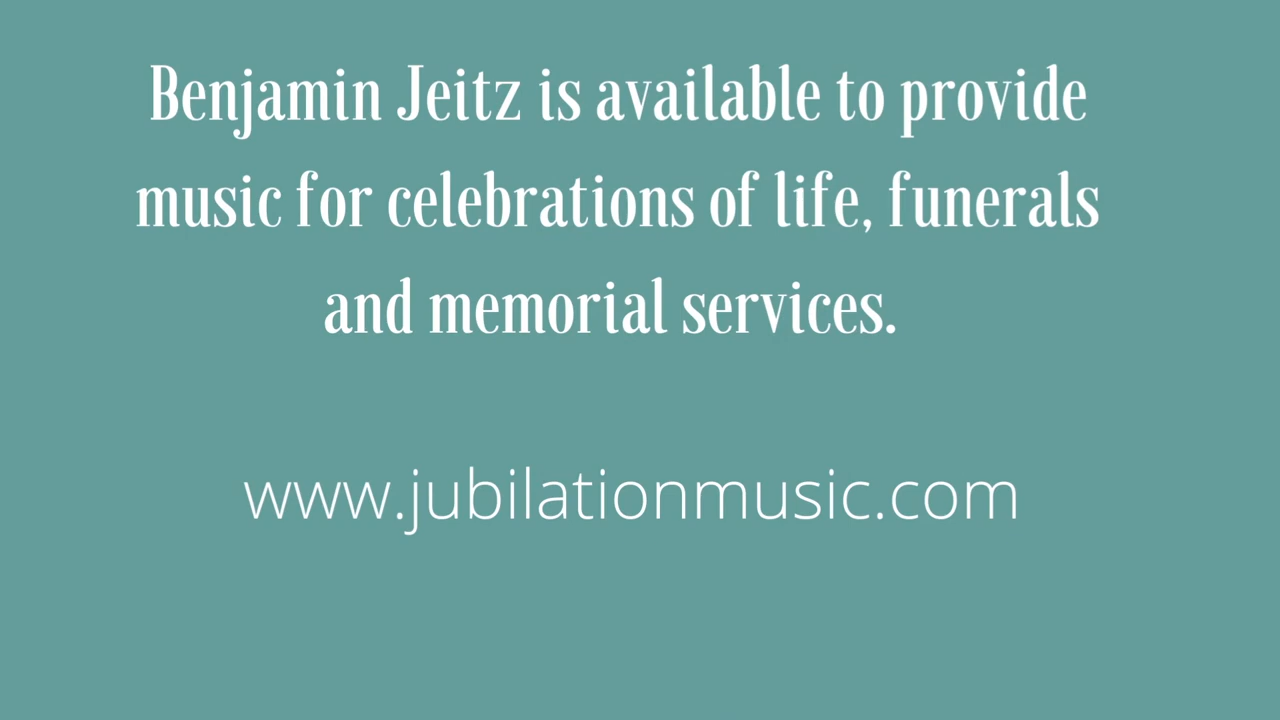 Benjamin Jeitz is available to provide
music for celebrations of life, funerals
and memorial services.
www.jubilationmusic.com